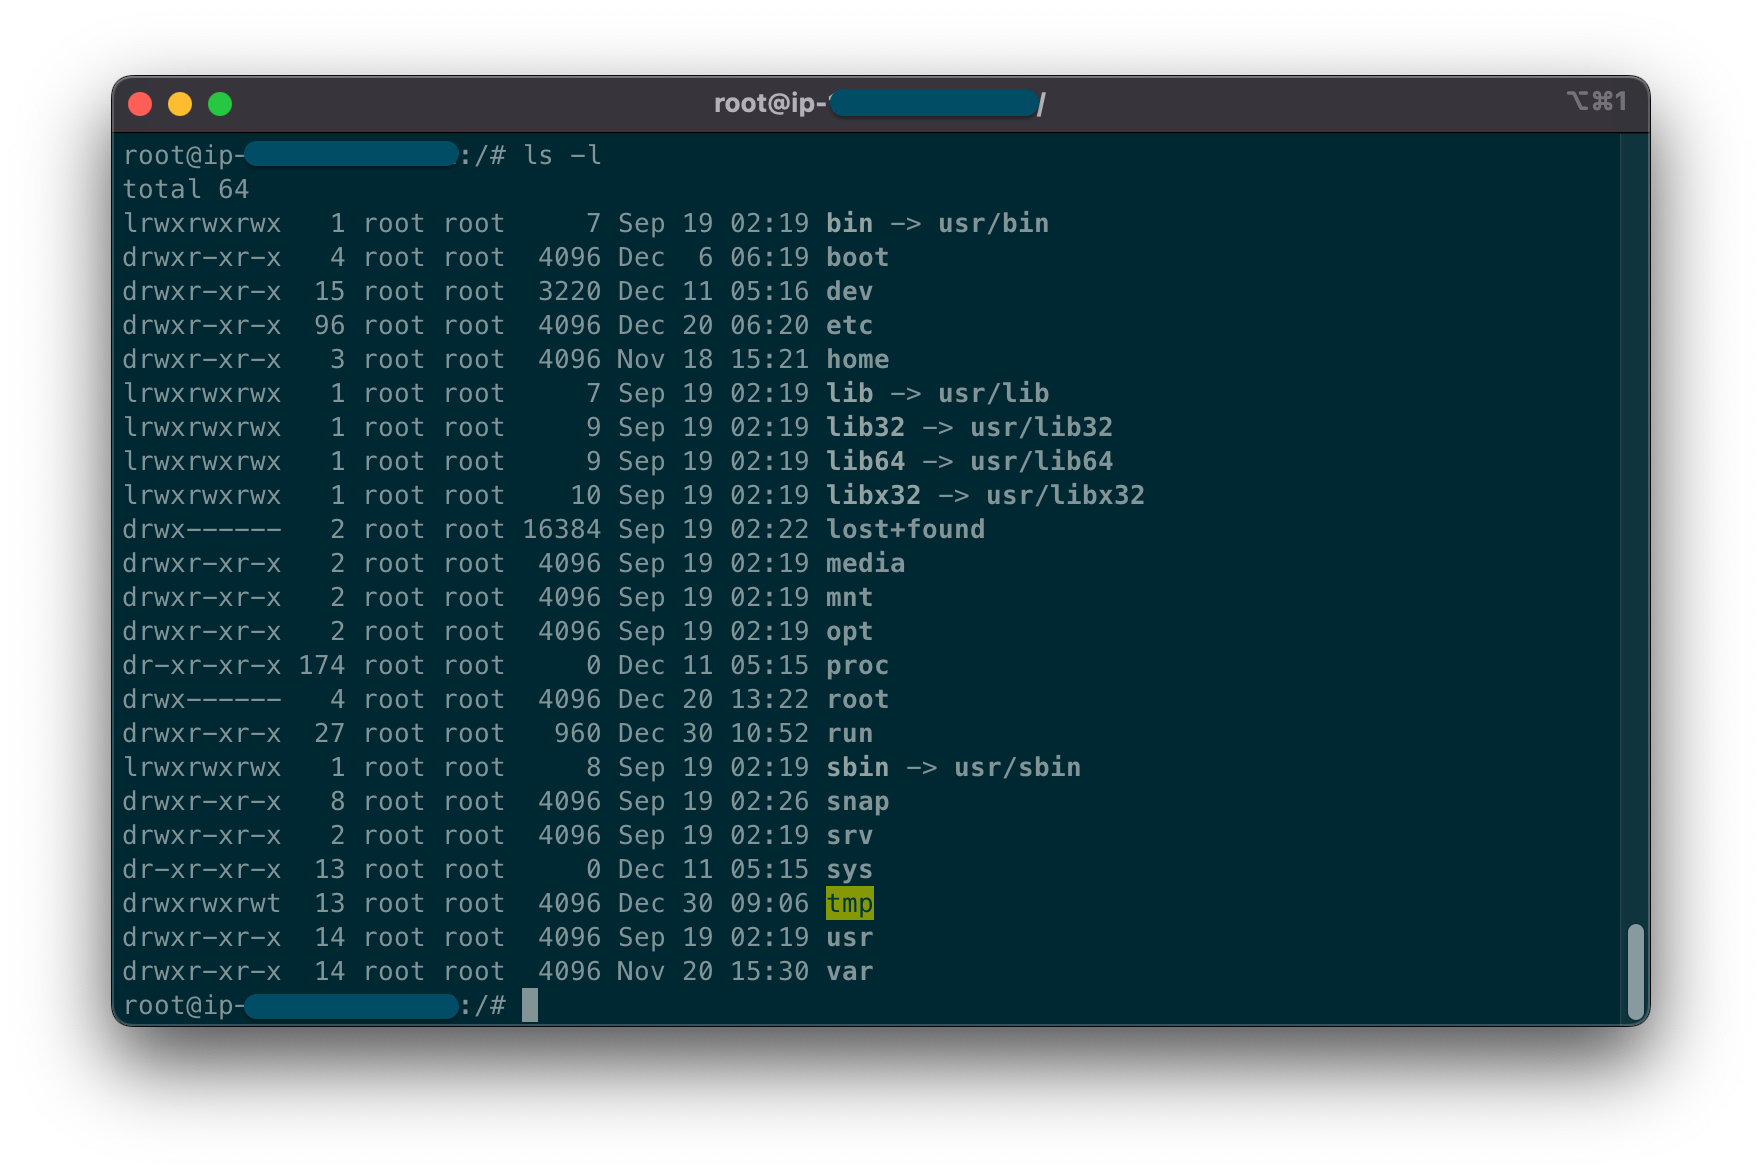 root@ip-          /
⌥⌘1
root@ip-          :/# ls -l
total 64
lrwxrwxrwx   1 root root     7 Sep 19 02:19 bin -> usr/bin
drwxr-xr-x   4 root root  4096 Dec  6 06:19 boot
drwxr-xr-x  15 root root  3220 Dec 11 05:16 dev
drwxr-xr-x  96 root root  4096 Dec 20 06:20 etc
drwxr-xr-x   3 root root  4096 Nov 18 15:21 home
lrwxrwxrwx   1 root root     7 Sep 19 02:19 lib -> usr/lib
lrwxrwxrwx   1 root root     9 Sep 19 02:19 lib32 -> usr/lib32
lrwxrwxrwx   1 root root     9 Sep 19 02:19 lib64 -> usr/lib64
lrwxrwxrwx   1 root root    10 Sep 19 02:19 libx32 -> usr/libx32
drwx------   2 root root 16384 Sep 19 02:22 lost+found
drwxr-xr-x   2 root root  4096 Sep 19 02:19 media
drwxr-xr-x   2 root root  4096 Sep 19 02:19 mnt
drwxr-xr-x   2 root root  4096 Sep 19 02:19 opt
dr-xr-xr-x 174 root root     0 Dec 11 05:15 proc
drwx------   4 root root  4096 Dec 20 13:22 root
drwxr-xr-x  27 root root   960 Dec 30 10:52 run
lrwxrwxrwx   1 root root     8 Sep 19 02:19 sbin -> usr/sbin
drwxr-xr-x   8 root root  4096 Sep 19 02:26 snap
drwxr-xr-x   2 root root  4096 Sep 19 02:19 srv
dr-xr-xr-x  13 root root     0 Dec 11 05:15 sys
drwxrwxrwt  13 root root  4096 Dec 30 09:06 tmp
drwxr-xr-x  14 root root  4096 Sep 19 02:19 usr
drwxr-xr-x  14 root root  4096 Nov 20 15:30 var
root@ip-          :/#